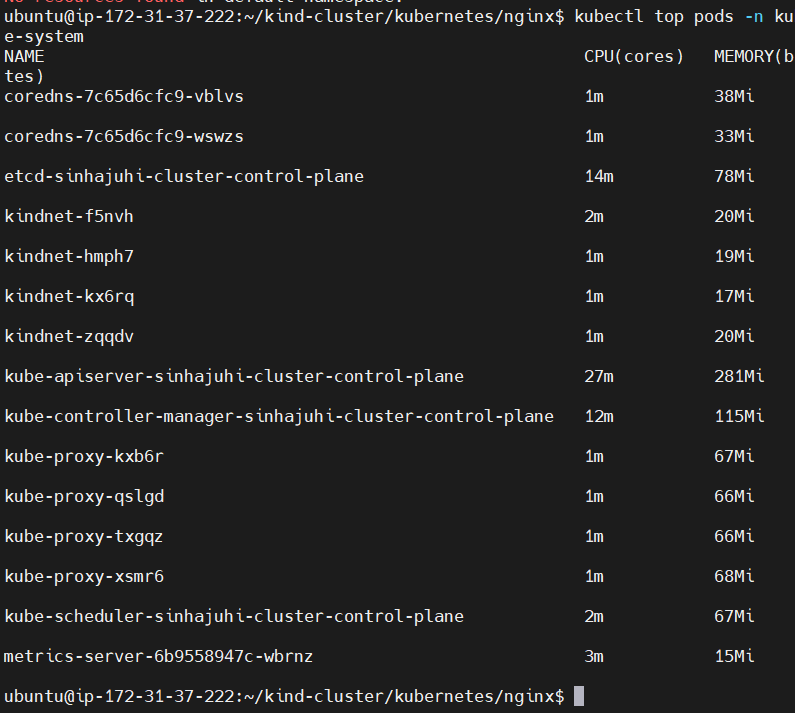 No resources found in default namespace.
ubuntu@ip-172-31-37-222:~/kind-cluster/kubernetes/nginx$ kubectl top pods -n ku
e-system
NAME CPU(cores) MEMORY(b
tes)
coredns-7c65d6cfc9-vblvs 1m 38Mi
coredns-7c65d6cfc9-wswzs 1m 33Mi
etcd-sinhajuhi-cluster-control-plane 14m 78Mi
kindnet-f5nvh 2m 20Mi
kindnet-hmph7 1m 19Mi
kindnet-kx6rq 1m 17Mi
kindnet-zqqdv 1m 20Mi
kube-apiserver-sinhajuhi-cluster-control-plane 27m 281Mi
kube-controller-manager-sinhajuhi-cluster-control-plane 12m 115Mi
kube-proxy-kxb6r 1m 67Mi
kube-proxy-qslgd 1m 66Mi
kube-proxy-txgqz 1m 66Mi
kube-proxy-xsmr6 1m 68Mi
kube-scheduler-sinhajuhi-cluster-control-plane 2m 67Mi
metrics-server-6b9558947c-wbrnz 3m 15Mi
ubuntu@ip-172-31-37-222:~/kind-cluster/kubernetes/nginx$